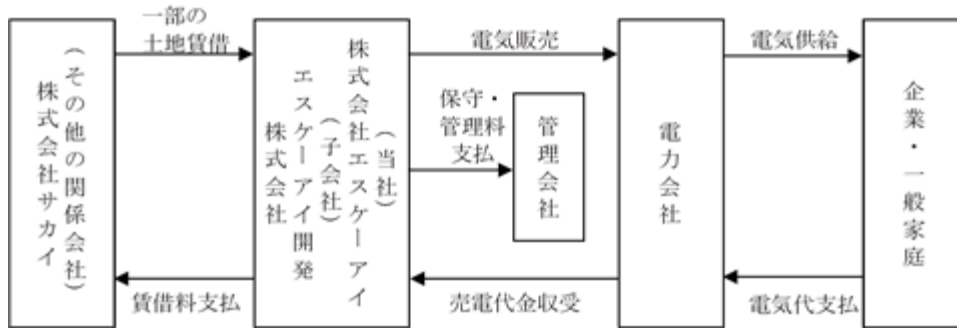 （その他の関係会社）
株式会社サカイ
一部の
土地賃借
賃借料支払
（当社）
株式会社エスケーアイ
（子会社）
エスケーアイ開発
株式会社
電気販売
保守・
管理料
支払
管理会社
売電代金収受
電力会社
電気供給
電気代支払
企業・一般家庭